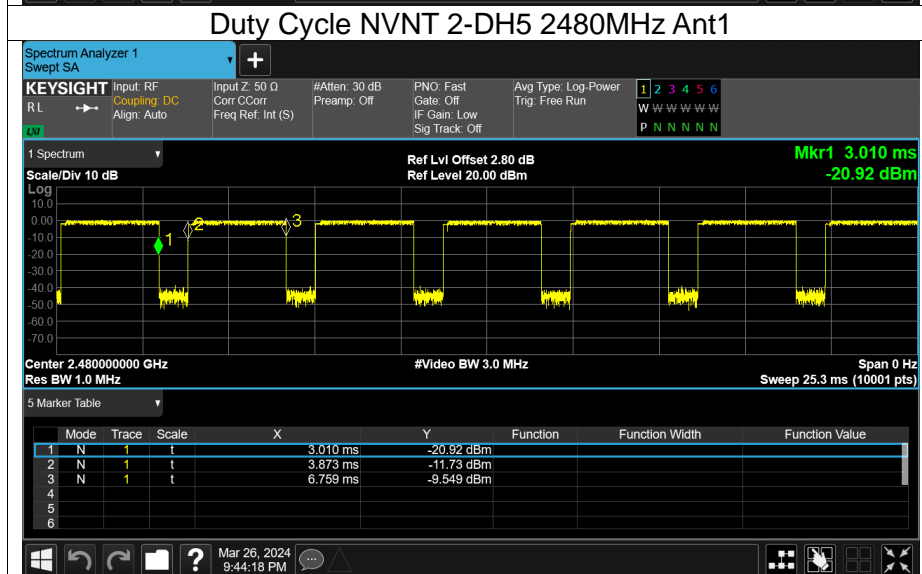 Duty Cycle NVNT 2-DH5 2480MHz Ant1
Spectrum Analyzer 1
Swept SA
▼
+
KEYSIGHT
R L
LXI
Input: RF
Coupling: DC
Align: Auto
Input Z: 50 Ω
Corr CCorr
Freq Ref: Int (S)
#Atten: 30 dB
Preamp: Off
PNO: Fast
Gate: Off
IF Gain: Low
Sig Track: Off
Avg Type: Log-Power
Trig: Free Run
1 2 3 4 5 6
W W W W W W
P N N N N N
1 Spectrum ▼
Scale/Div 10 dB
Ref Lvl Offset 2.80 dB
Ref Level 20.00 dBm
Mkr1 3.010 ms
-20.92 dBm
Log
10.0
0.00
-10.0
-20.0
-30.0
-40.0
-50.0
-60.0
-70.0
1
2
3
Center 2.480000000 GHz
#Video BW 3.0 MHz
Span 0 Hz
Res BW 1.0 MHz
Sweep 25.3 ms (10001 pts)
5 Marker Table ▼
Mode Trace Scale X Y Function Function Width Function Value
1 N 1 t 3.010 ms -20.92 dBm
2 N 1 t 3.873 ms -11.73 dBm
3 N 1 t 6.759 ms -9.549 dBm
4
5
6
?
Mar 26, 2024
9:44:18 PM